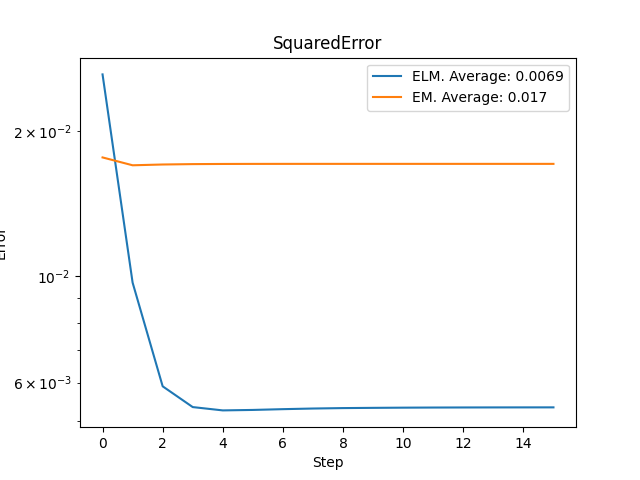 SquaredError
ELM. Average: 0.0069
EM. Average: 0.017
2 × 10⁻²
10⁻²
6 × 10⁻³
Error
0 2 4 6 8 10 12 14
Step